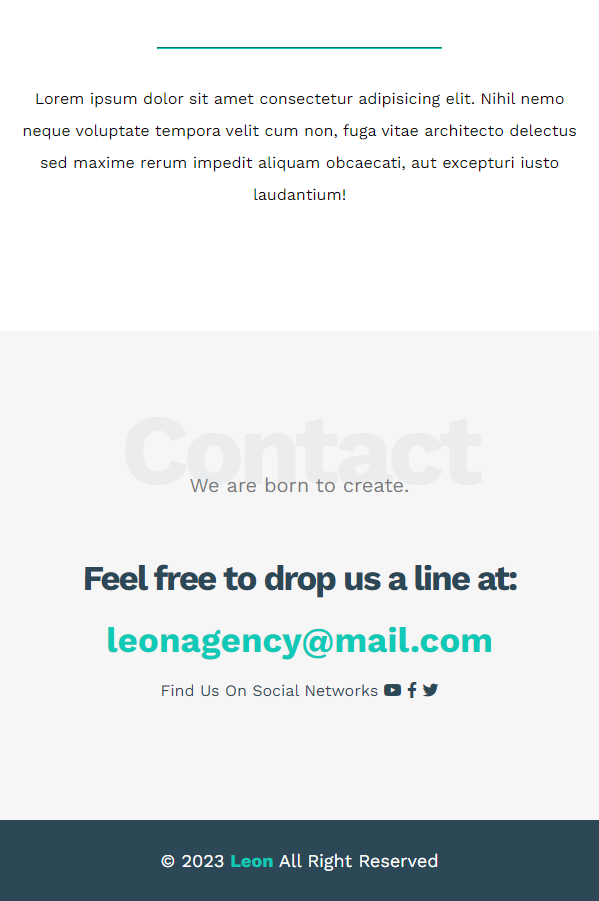 Lorem ipsum dolor sit amet consectetur adipisicing elit. Nihil nemo
neque voluptate tempora velit cum non, fuga vitae architecto delectus
sed maxime rerum impedit aliquam obcaecati, aut excepturi iusto
laudantium!
Contact
We are born to create.
Feel free to drop us a line at:
leonagency@mail.com
Find Us On Social Networks
© 2023 Leon All Right Reserved